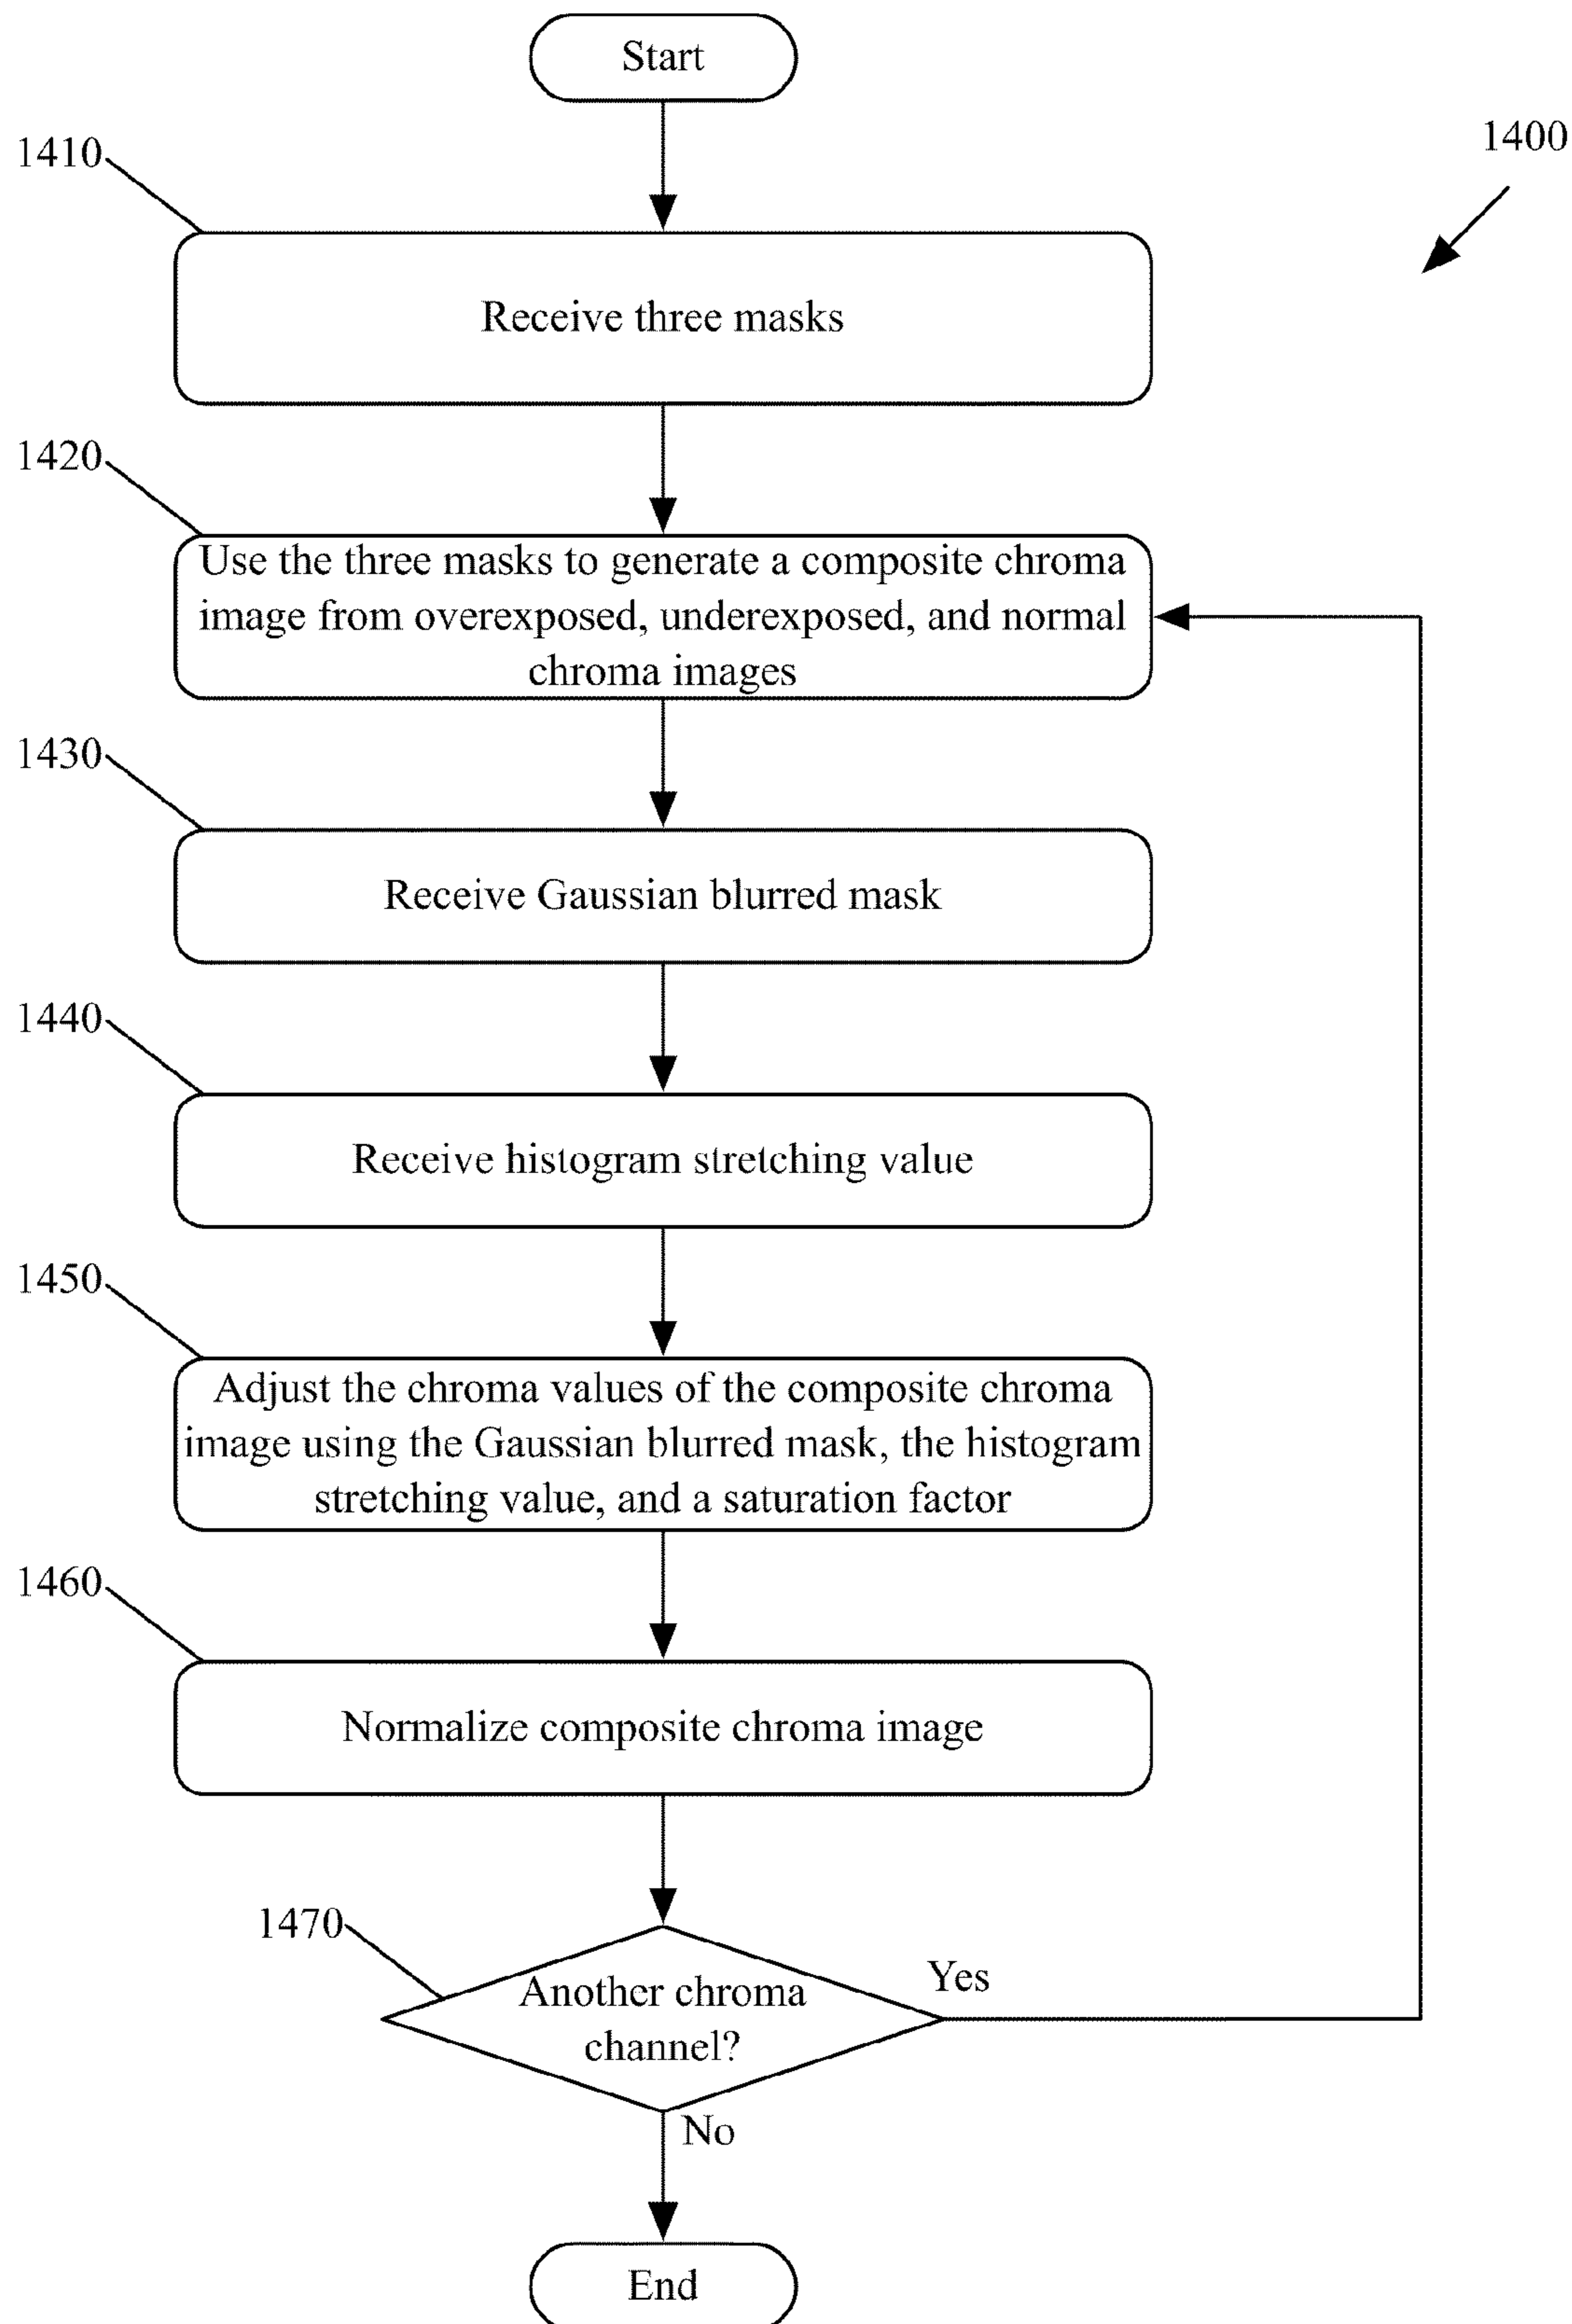 Start
1400
1410
Receive three masks
1420
Use the three masks to generate a composite chroma
image from overexposed, underexposed, and normal
chroma images
1430
Receive Gaussian blurred mask
1440
Receive histogram stretching value
1450
Adjust the chroma values of the composite chroma
image using the Gaussian blurred mask, the histogram
stretching value, and a saturation factor
1460
Normalize composite chroma image
1470
Another chroma
channel?
Yes
No
End